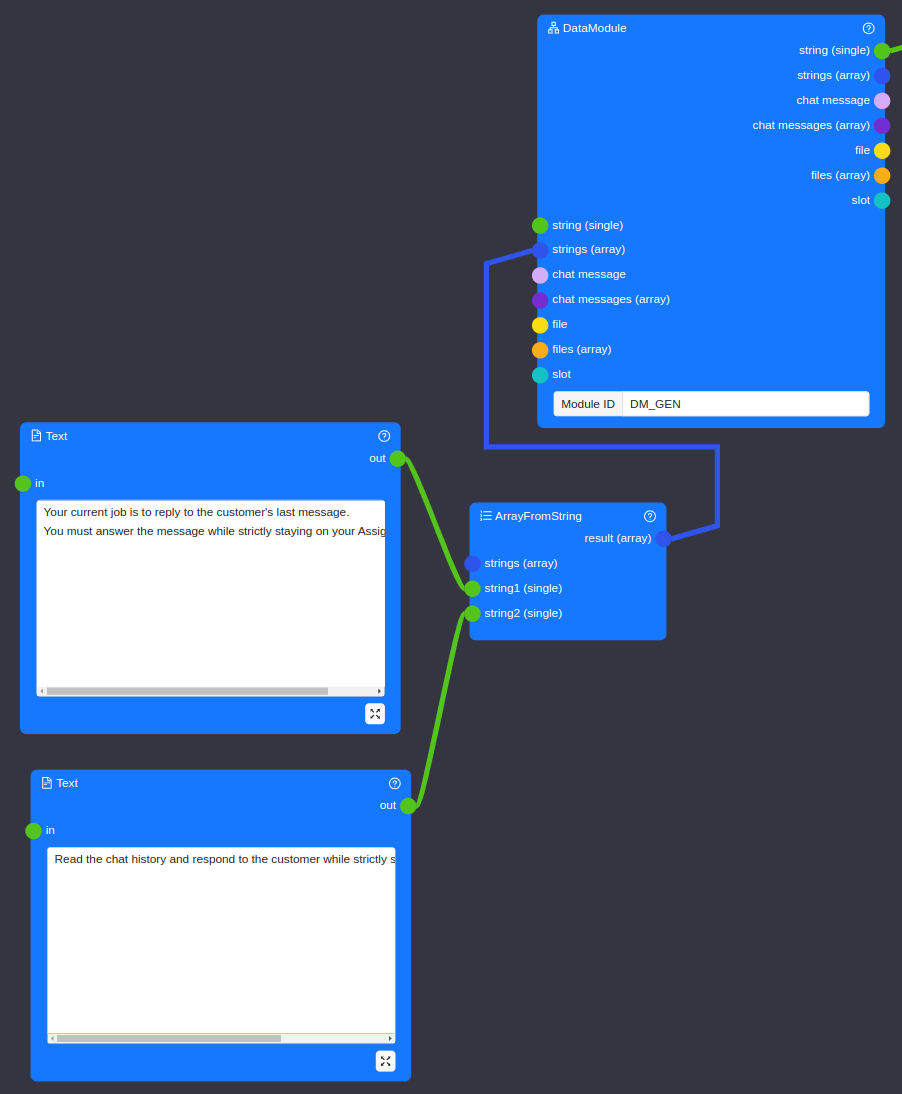 DataModule
string (single)
strings (array)
chat message
chat messages (array)
file
files (array)
slot
string (single)
strings (array)
chat message
chat messages (array)
file
files (array)
slot
Module ID DM_GEN
Text
out
in
Your current job is to reply to the customer's last message.
You must answer the message while strictly staying on your Assig
ArrayFromString
result (array)
strings (array)
string1 (single)
string2 (single)
Text
out
in
Read the chat history and respond to the customer while strictly s